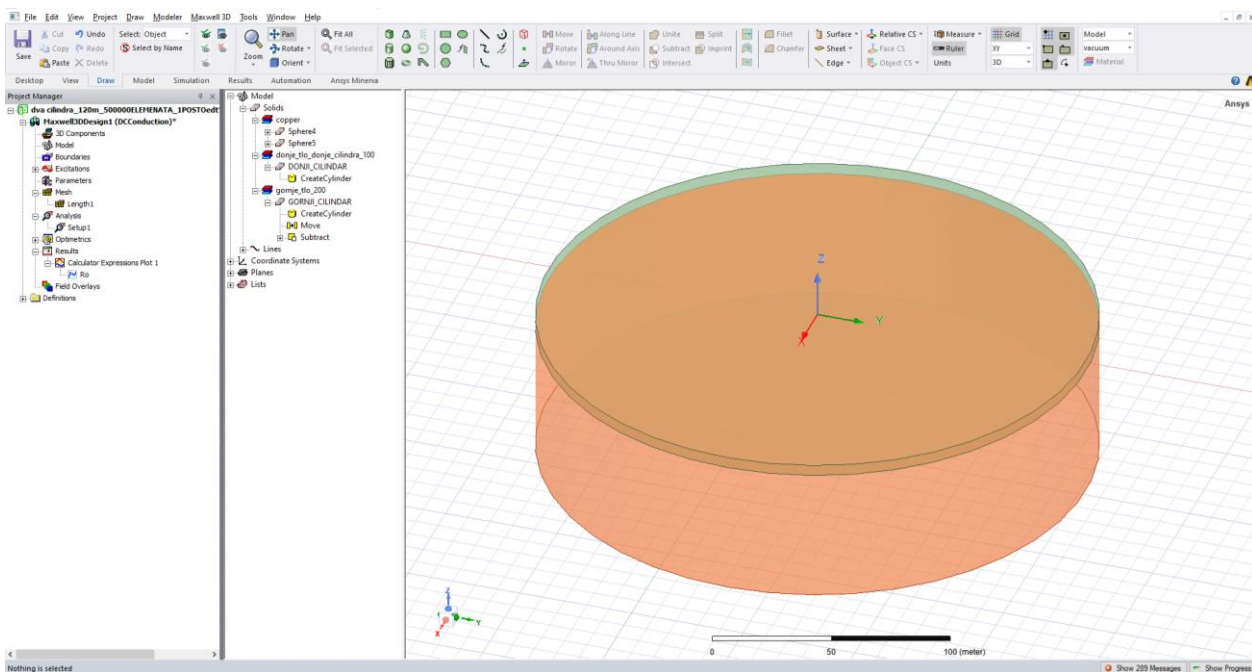 File Edit View Project Draw Modeler Maxwell 3D Tools Window Help
Save
Cut Undo
Copy Redo
Paste Delete
Select: Object
Select by Name
Zoom
Pan
Rotate
Orient
Fit All
Fit Selected
Move Along Line Unite Split
Rotate Around Axis Subtract Imprint
Mirror Thru Mirror Intersect
Fillet
Chamfer
Surface
Sheet
Edge
Relative CS
Face CS
Object CS
Measure
Ruler
Units
Grid
XY
3D
Model
vacuum
Material
Desktop View Draw Model Simulation Results Automation Ansys Minerva
Project Manager
dva cilindra_120m_500000ELEMENATA_1POSTOedt
Maxwell3DDesign1 (DCConduction)*
3D Components
Model
Boundaries
Excitations
Parameters
Mesh
Length1
Analysis
Setup1
Optimetrics
Results
Calculator Expressions Plot 1
Ro
Field Overlays
Definitions
Model
Solids
copper
Sphere4
Sphere5
donje_tlo_donje_cilindra_100
DONJI_CILINDAR
CreateCylinder
gornje_tlo_200
GORNJI_CILINDAR
CreateCylinder
Move
Subtract
Lines
Coordinate Systems
Planes
Lists
Ansys
Z
Y
X
Z
Y
X
0 50 100 (meter)
Nothing is selected
Show 289 Messages Show Progress